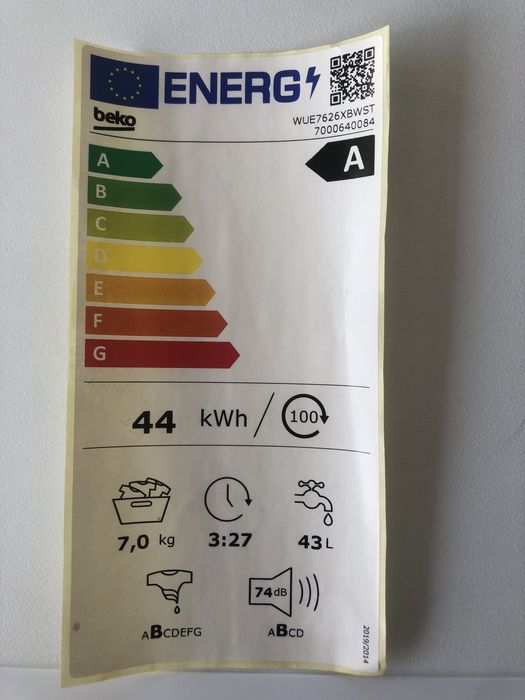 ENERG
beko
WUE7626XBWST
7000640084
A
A
B
C
D
E
F
G
44 kWh / 100
7,0 kg
3:27
43 L
74dB
ABCDEFG
ABCD
2019/2014